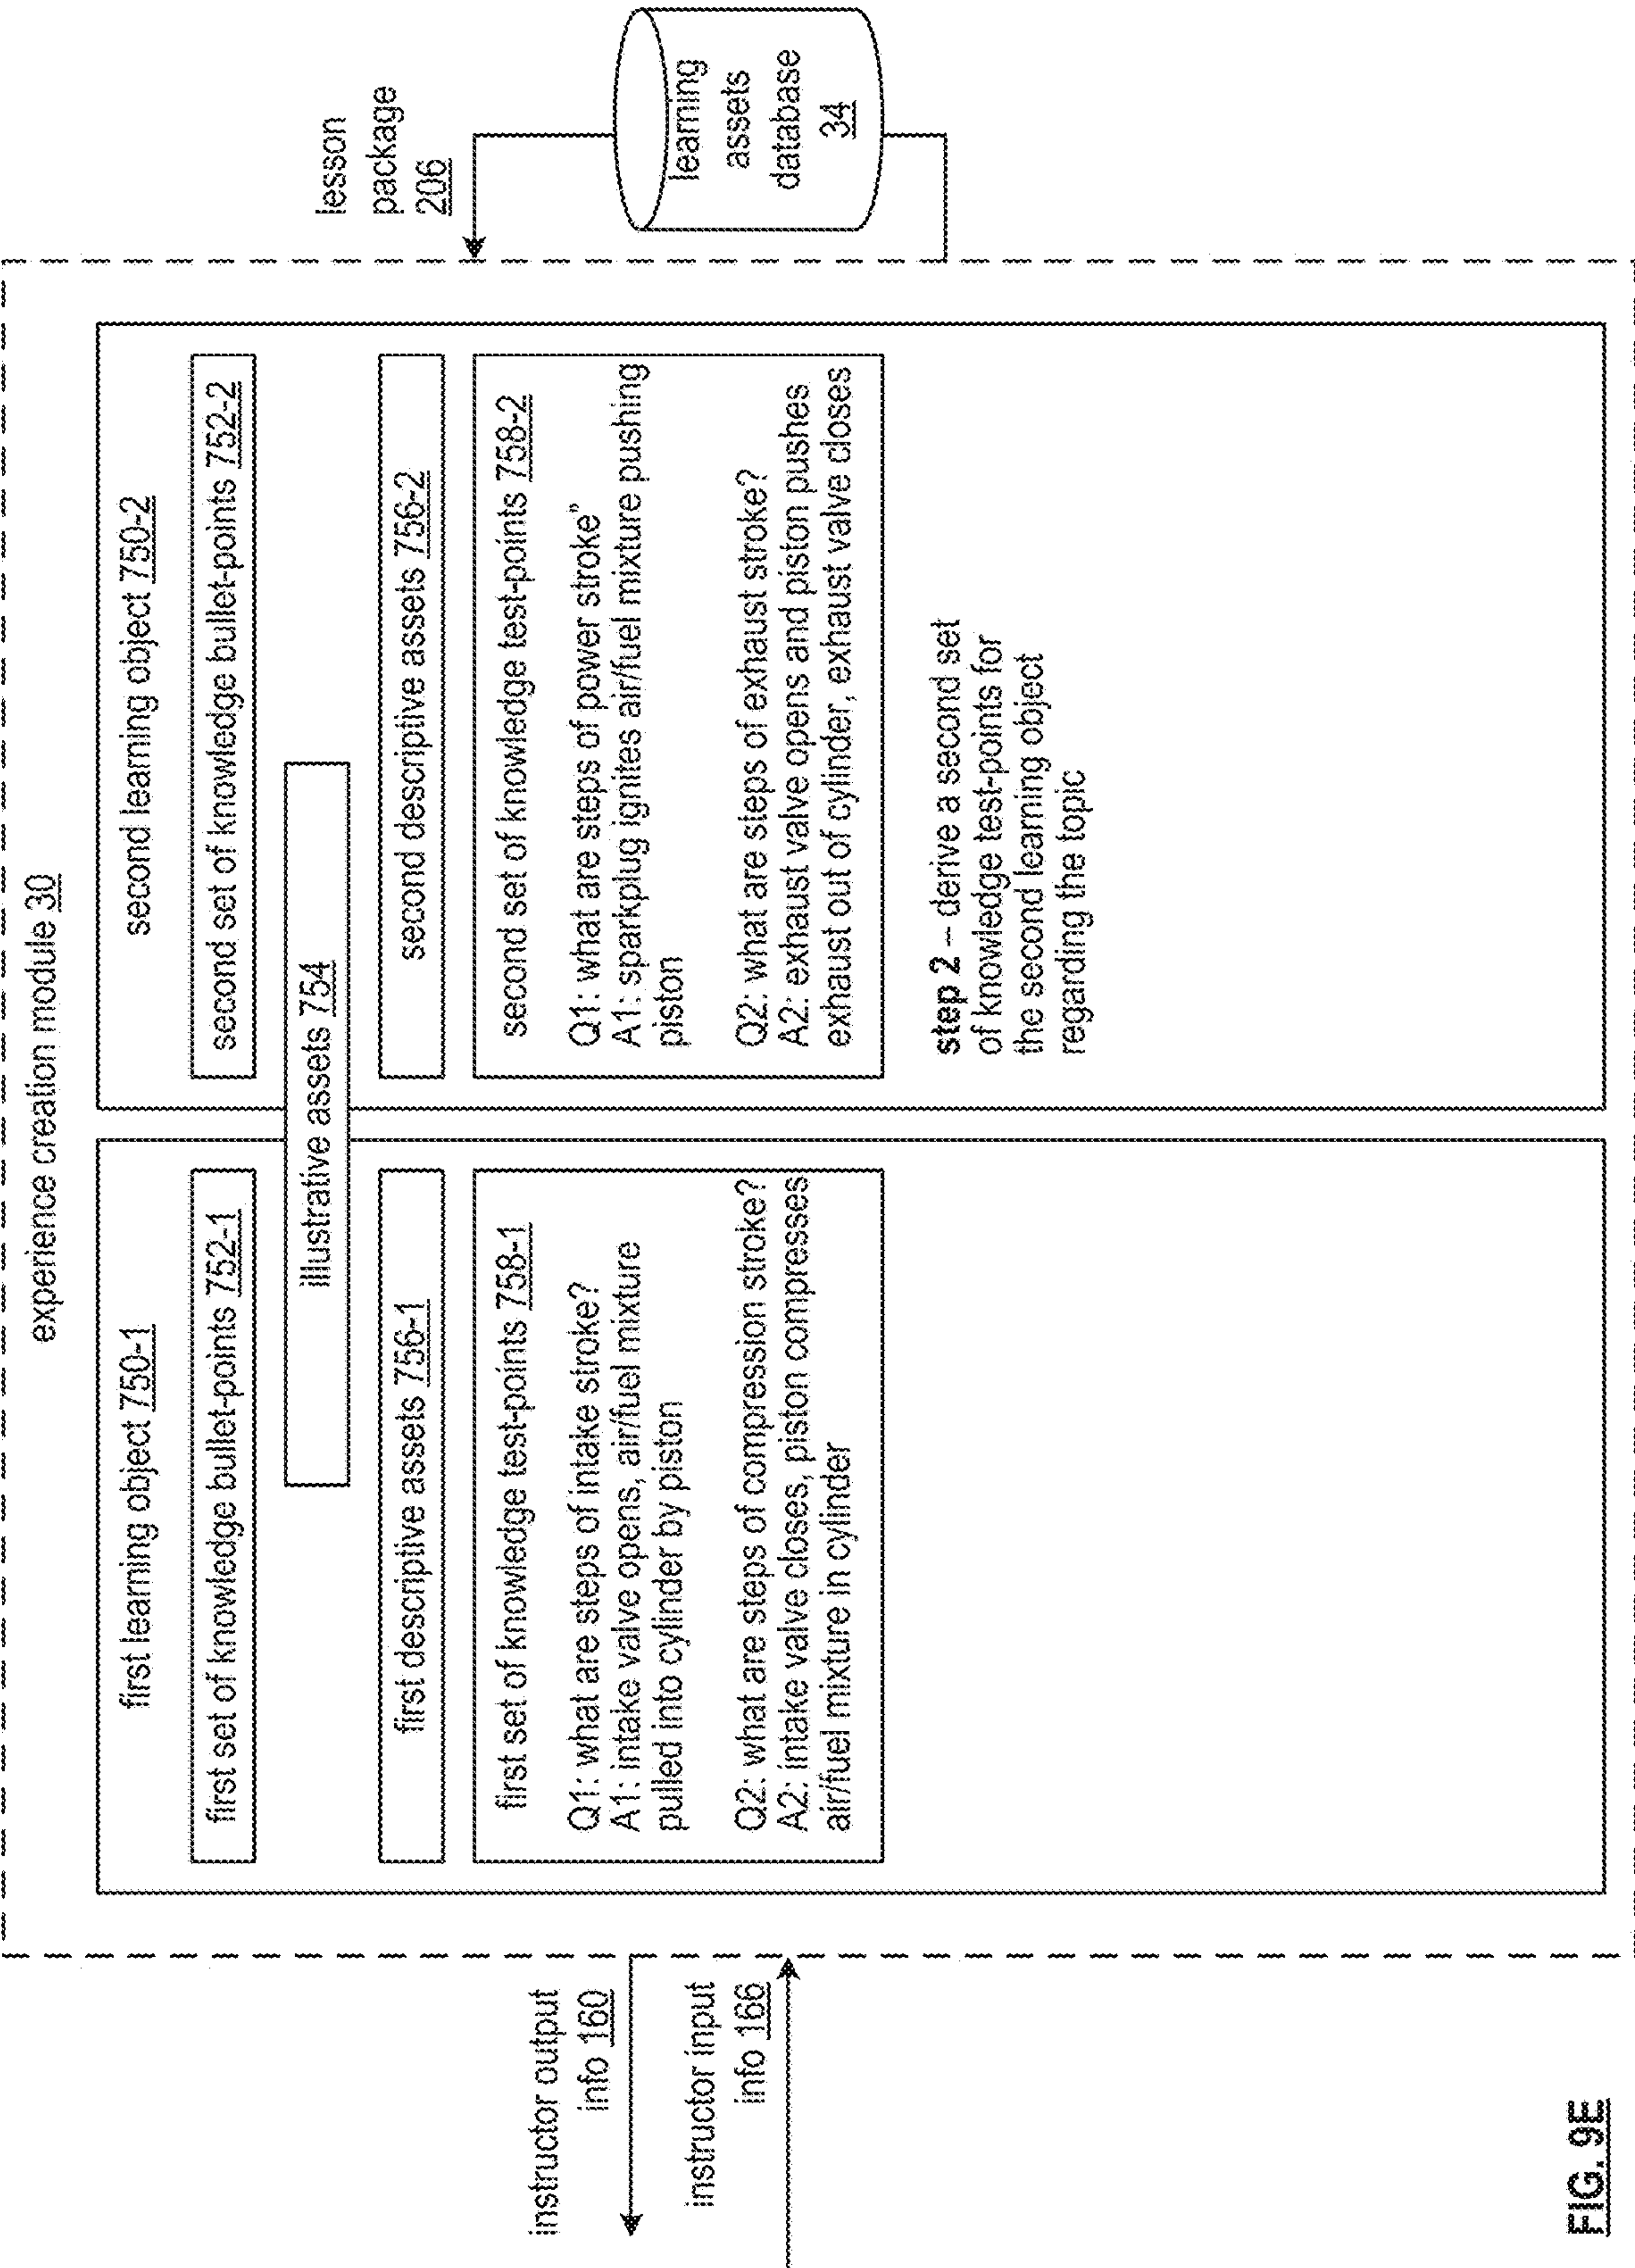 experience creation module 30
first learning object 750-1
first set of knowledge bullet-points 752-1
second learning object 750-2
second set of knowledge bullet-points 752-2
illustrative assets 754
first descriptive assets 756-1
second descriptive assets 756-2
first set of knowledge test-points 758-1
Q1: what are steps of intake stroke?
A1: intake valve opens, air/fuel mixture
pulled into cylinder by piston
Q2: what are steps of compression stroke?
A2: intake valve closes, piston compresses
air/fuel mixture in cylinder
second set of knowledge test-points 758-2
Q1: what are steps of power stroke”
A1: sparkplug ignites air/fuel mixture pushing
piston
Q2: what are steps of exhaust stroke?
A2: exhaust valve opens and piston pushes
exhaust out of cylinder, exhaust valve closes
step 2 – derive a second set
of knowledge test-points for
the second learning object
regarding the topic
instructor output
info 160
instructor input
info 166
lesson
package
206
learning
assets
database
34
FIG. 9E